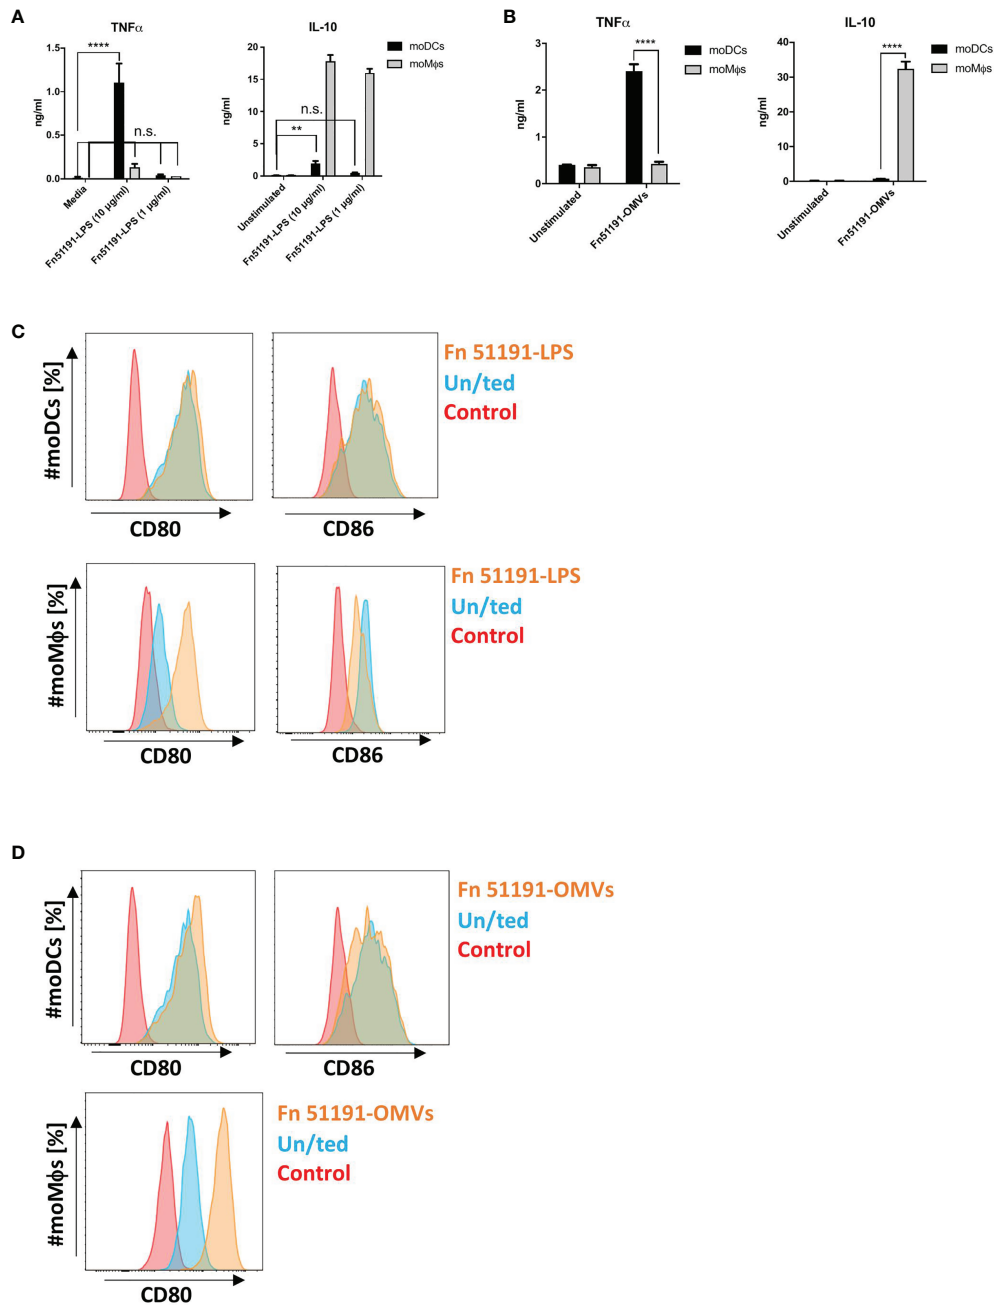 A
TNFα
1.5
1.0
0.5
0.0
ng/ml
****
n.s.
Media
Fn51191-LPS (10 µg/ml)
Fn51191-LPS (1 µg/ml)
IL-10
20
15
10
5
0
ng/ml
n.s.
**
Unstimulated
Fn51191-LPS (10 µg/ml)
Fn51191-LPS (1 µg/ml)
moDCs
moMφs
B
TNFα
3
2
1
0
ng/ml
****
Unstimulated
Fn51191-OMVs
moDCs
moMφs
IL-10
40
30
20
10
0
ng/ml
****
Unstimulated
Fn51191-OMVs
moDCs
moMφs
C
#moDCs [%]
CD80
CD86
Fn 51191-LPS
Un/ted
Control
#moMφs [%]
CD80
CD86
Fn 51191-LPS
Un/ted
Control
D
#moDCs [%]
CD80
CD86
Fn 51191-OMVs
Un/ted
Control
#moMφs [%]
CD80
Fn 51191-OMVs
Un/ted
Control